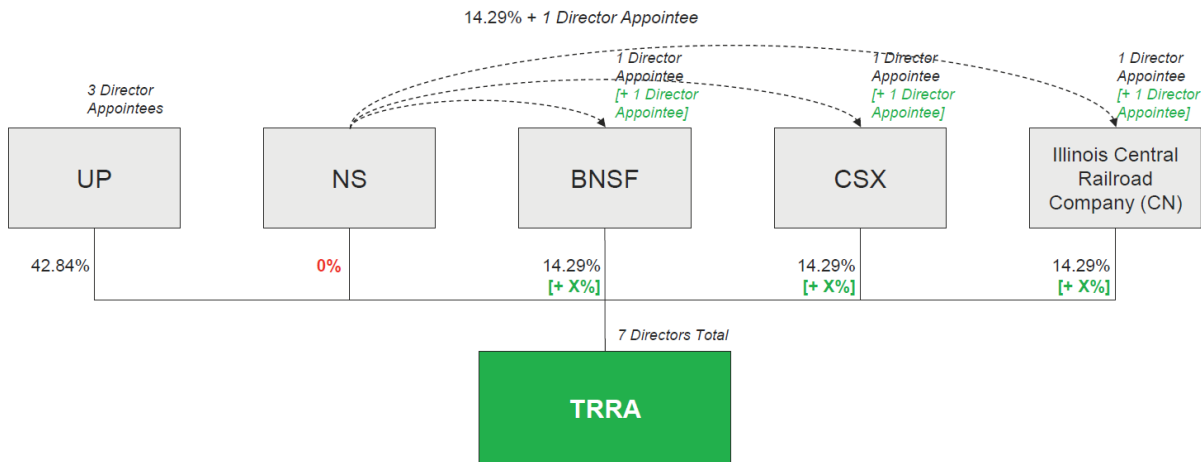 14.29% + 1 Director Appointee
3 Director
Appointees
1 Director
Appointee
[+ 1 Director
Appointee]
1 Director
Appointee
[+ 1 Director
Appointee]
1 Director
Appointee
[+ 1 Director
Appointee]
UP
NS
BNSF
CSX
Illinois Central
Railroad
Company (CN)
42.84%
0%
14.29%
[+ X%]
14.29%
[+ X%]
14.29%
[+ X%]
7 Directors Total
TRRA